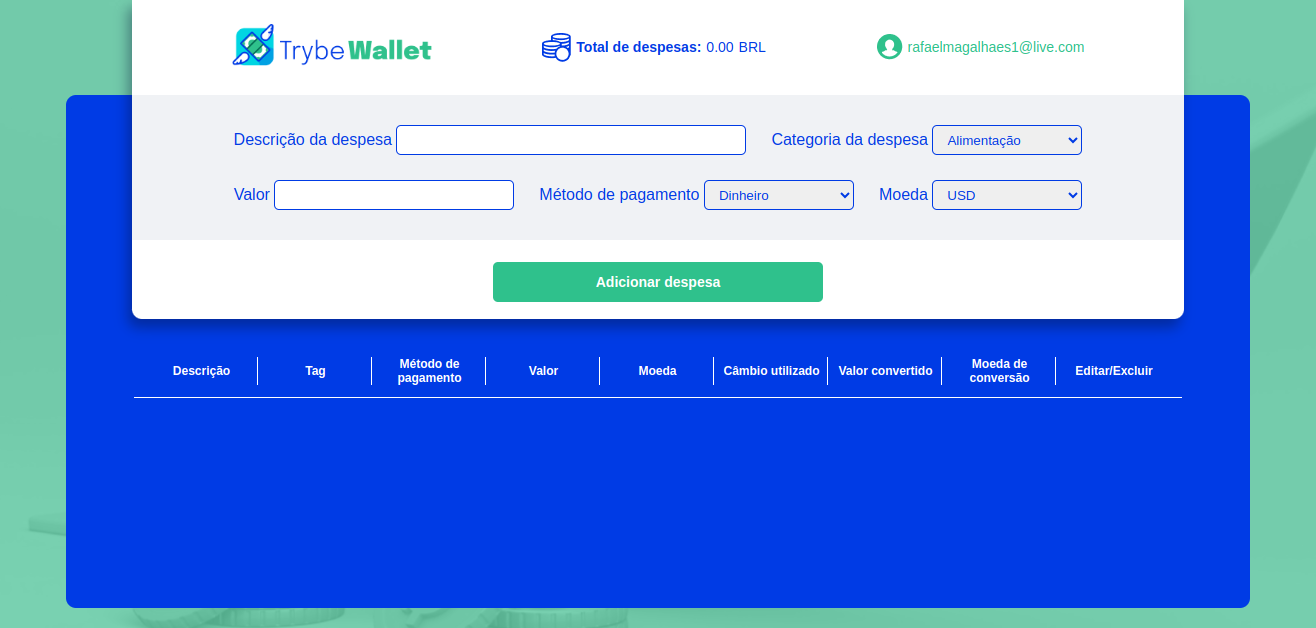 Trybe Wallet
Total de despesas: 0.00 BRL
rafaelmagalhaes1@live.com
Descrição da despesa
Categoria da despesa Alimentação
Valor
Método de pagamento Dinheiro
Moeda USD
Adicionar despesa
Descrição
Tag
Método de
pagamento
Valor
Moeda
Câmbio utilizado
Valor convertido
Moeda de
conversão
Editar/Excluir